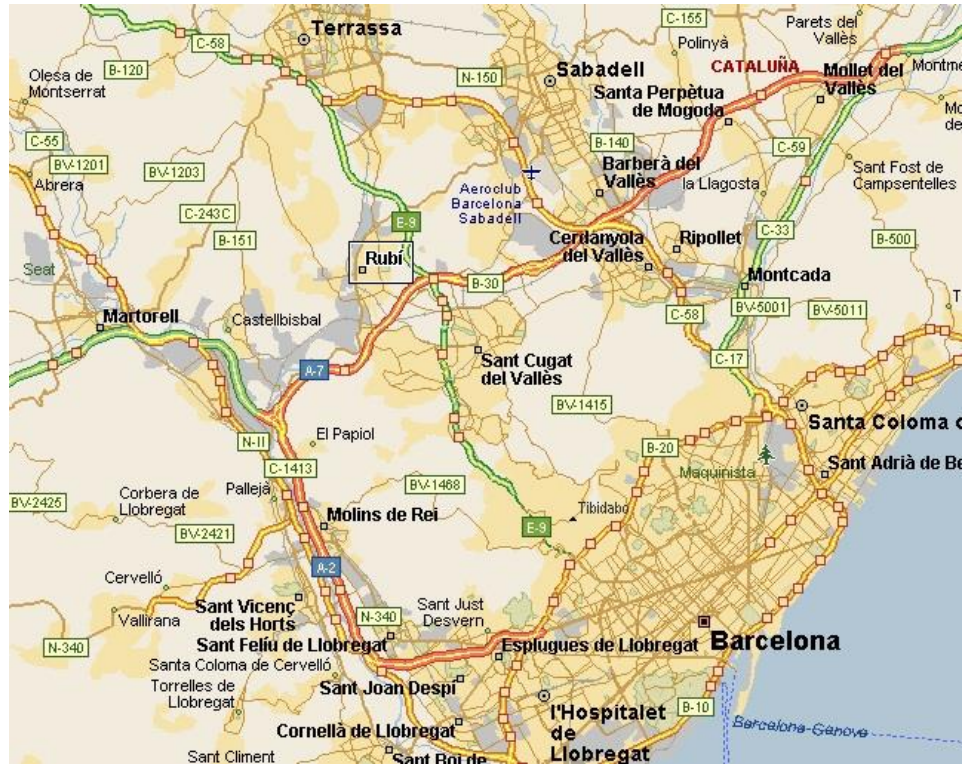 Terrassa
C-58
C-155
Parets del
Vallès
Polinyà
B-120
N-150
Sabadell
CATALUÑA
Mollet del
Vallès
Montme
Olesa de
Montserrat
Santa Perpètua
de Mogoda
Mo
de
C-55
BV-1201
BV-1203
B-140
C-59
Abrera
Barberà del
Vallès
la Llagosta
Sant Fost de
Campsentelles
Aeroclub
Barcelona
Sabadell
C-243C
B-151
E-9
C-33
B-500
Cerdanyola
del Vallès
Ripollet
Rubí
Seat
B-30
Montcada
T
Martorell
Castellbisbal
C-58
BV-5001
BV-5011
Sant Cugat
del Vallès
C-17
A-7
BV-1415
Santa Coloma
N-II
El Papiol
B-20
C-1413
Maquinista
Sant Adrià de Be
BV-2425
Corbera de
Llobregat
Pallejà
BV-1468
Tibidabo
Molins de Rei
E-9
BV-2421
Cervelló
A-2
Vallirana
Sant Vicenç
dels Horts
N-340
Sant Just
Desvern
N-340
Sant Feliu de Llobregat
Esplugues de Llobregat
Barcelona
Santa Coloma de Cervelló
Torrelles de
Llobregat
Sant Joan Despí
l'Hospitalet
de
Llobregat
B-10
Cornellà de Llobregat
Barcelona-Genova
Sant Climent
Sant Boi de